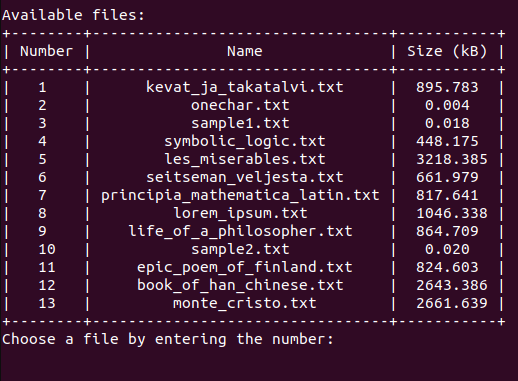 Available files:
+--------+---------------------------------+-----------+
| Number |               Name              | Size (kB) |
+--------+---------------------------------+-----------+
|   1    |      kevat_ja_takatalvi.txt     |  895.783  |
|   2    |           onechar.txt           |   0.004   |
|   3    |           sample1.txt           |   0.018   |
|   4    |        symbolic_logic.txt       |  448.175  |
|   5    |        les_miserables.txt       |  3218.385 |
|   6    |      seitseman_veljesta.txt     |  661.979  |
|   7    | principia_mathematica_latin.txt |  817.641  |
|   8    |         lorem_ipsum.txt         |  1046.338 |
|   9    |    life_of_a_philosopher.txt    |  864.709  |
|   10   |           sample2.txt           |   0.020   |
|   11   |     epic_poem_of_finland.txt    |  824.603  |
|   12   |     book_of_han_chinese.txt     |  2643.386 |
|   13   |         monte_cristo.txt        |  2661.639 |
+--------+---------------------------------+-----------+
Choose a file by entering the number: